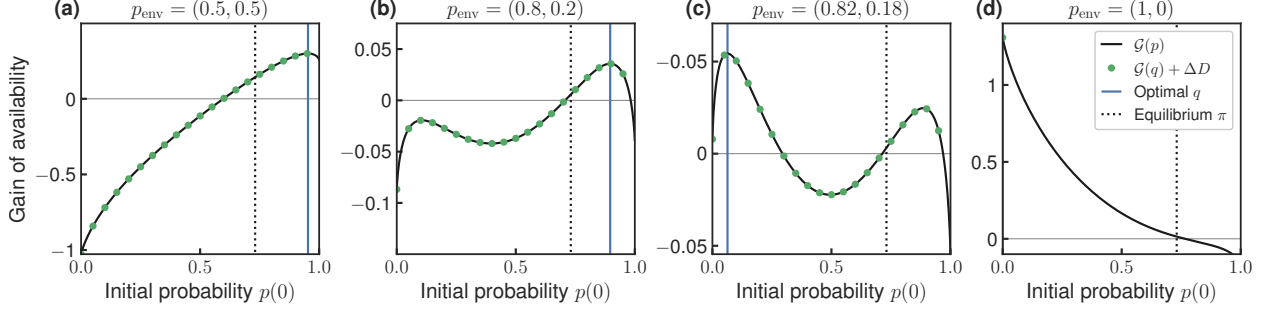 (a) p_env = (0.5, 0.5)
(b) p_env = (0.8, 0.2)
(c) p_env = (0.82, 0.18)
(d) p_env = (1, 0)
Gain of availability
0
−0.5
−1
0.0 0.5 1.0
Initial probability p(0)
0.05
0
−0.05
−0.1
0.0 0.5 1.0
Initial probability p(0)
−0.05
0
−0.05
0.0 0.5 1.0
Initial probability p(0)
1
0.5
0
0.0 0.5 1.0
Initial probability p(0)
𝒢(p)
𝒢(q) + ΔD
Optimal q
Equilibrium π